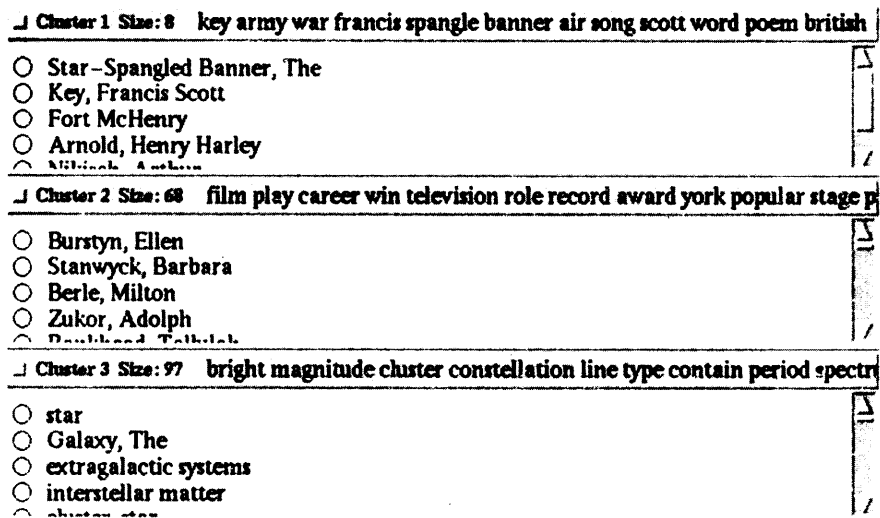 Cluster 1 Size: 8 key army war francis spangle banner air song scott word poem british
Star-Spangled Banner, The
Key, Francis Scott
Fort McHenry
Arnold, Henry Harley
Cluster 2 Size: 68 film play career win television role record award york popular stage p
Burstyn, Ellen
Stanwyck, Barbara
Berle, Milton
Zukor, Adolph
Cluster 3 Size: 97 bright magnitude cluster constellation line type contain period spectru
star
Galaxy, The
extragalactic systems
interstellar matter